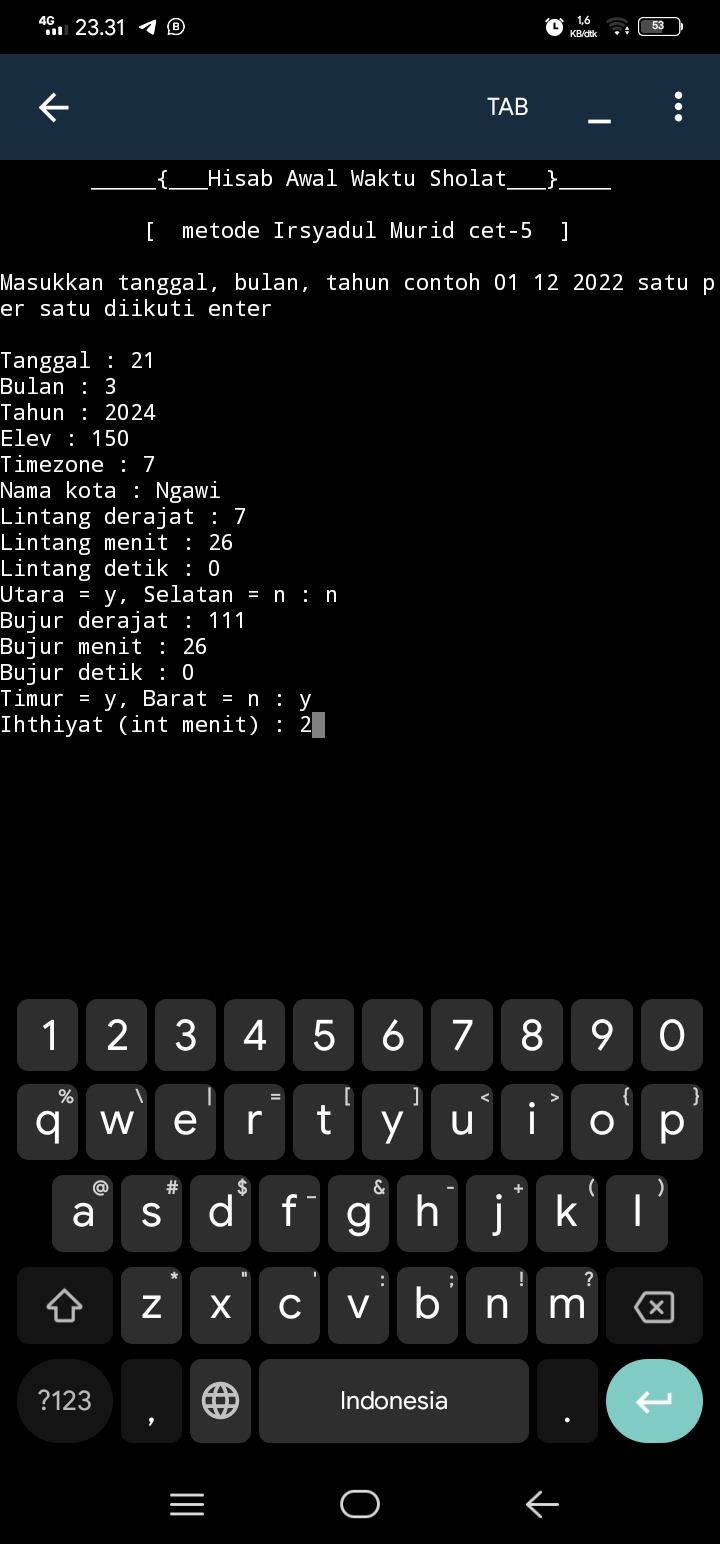 4G 23.31 1,6 KB/dtk 53
TAB _
_____{___Hisab Awal Waktu Sholat___}____
[ metode Irsyadul Murid cet-5 ]
Masukkan tanggal, bulan, tahun contoh 01 12 2022 satu p
er satu diikuti enter
Tanggal : 21
Bulan : 3
Tahun : 2024
Elev : 150
Timezone : 7
Nama kota : Ngawi
Lintang derajat : 7
Lintang menit : 26
Lintang detik : 0
Utara = y, Selatan = n : n
Bujur derajat : 111
Bujur menit : 26
Bujur detik : 0
Timur = y, Barat = n : y
Ihthiyat (int menit) : 2
1 2 3 4 5 6 7 8 9 0
% \ | = [ ] < > { }
q w e r t y u i o p
@ # $ _ & - + ( )
a s d f g h j k l
* " ' : ; ! ?
z x c v b n m
?123 , Indonesia .